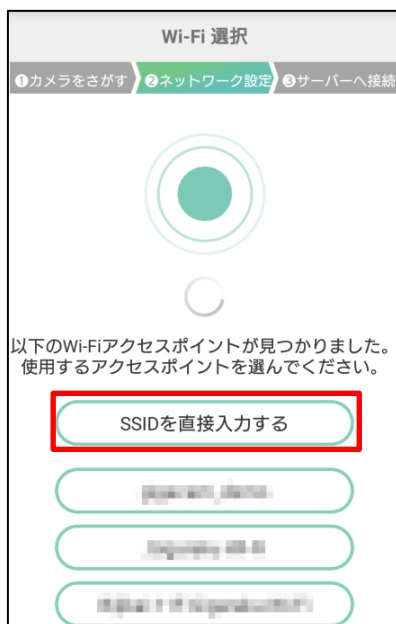 Wi-Fi 選択
❶カメラをさがす ❷ネットワーク設定 ❸サーバーへ接続
以下のWi-Fiアクセスポイントが見つかりました。
使用するアクセスポイントを選んでください。
SSIDを直接入力する